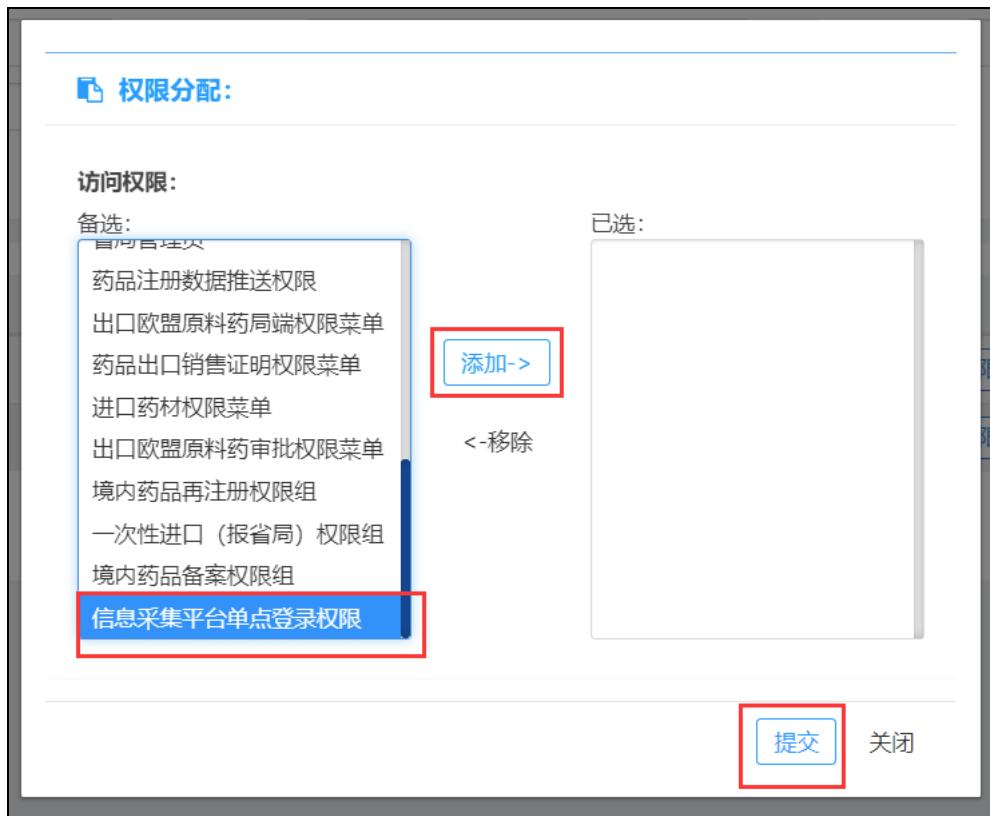 权限分配：
访问权限：
备选：
已选：
省局管理员
药品注册数据推送权限
出口欧盟原料药局端权限菜单
药品出口销售证明权限菜单
进口药材权限菜单
出口欧盟原料药审批权限菜单
境内药品再注册权限组
一次性进口（报省局）权限组
境内药品备案权限组
信息采集平台单点登录权限
添加->
<-移除
提交
关闭